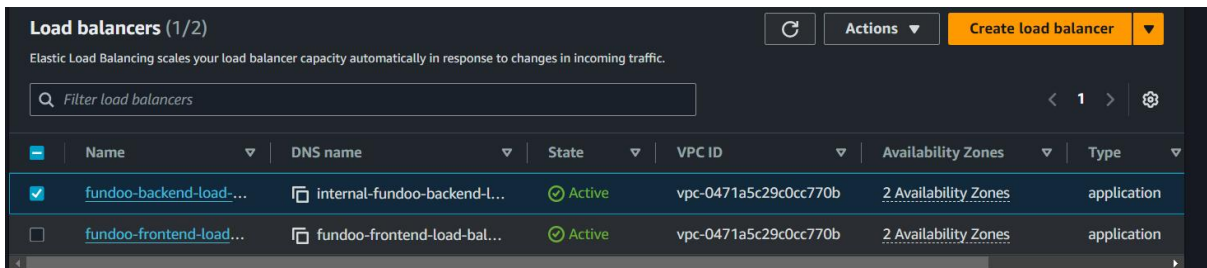 Load balancers (1/2)
Actions
Create load balancer
Elastic Load Balancing scales your load balancer capacity automatically in response to changes in incoming traffic.
Filter load balancers
1
Name DNS name State VPC ID Availability Zones Type
fundoo-backend-load-... internal-fundoo-backend-l... Active vpc-0471a5c29c0cc770b 2 Availability Zones application
fundoo-frontend-load... fundoo-frontend-load-bal... Active vpc-0471a5c29c0cc770b 2 Availability Zones application